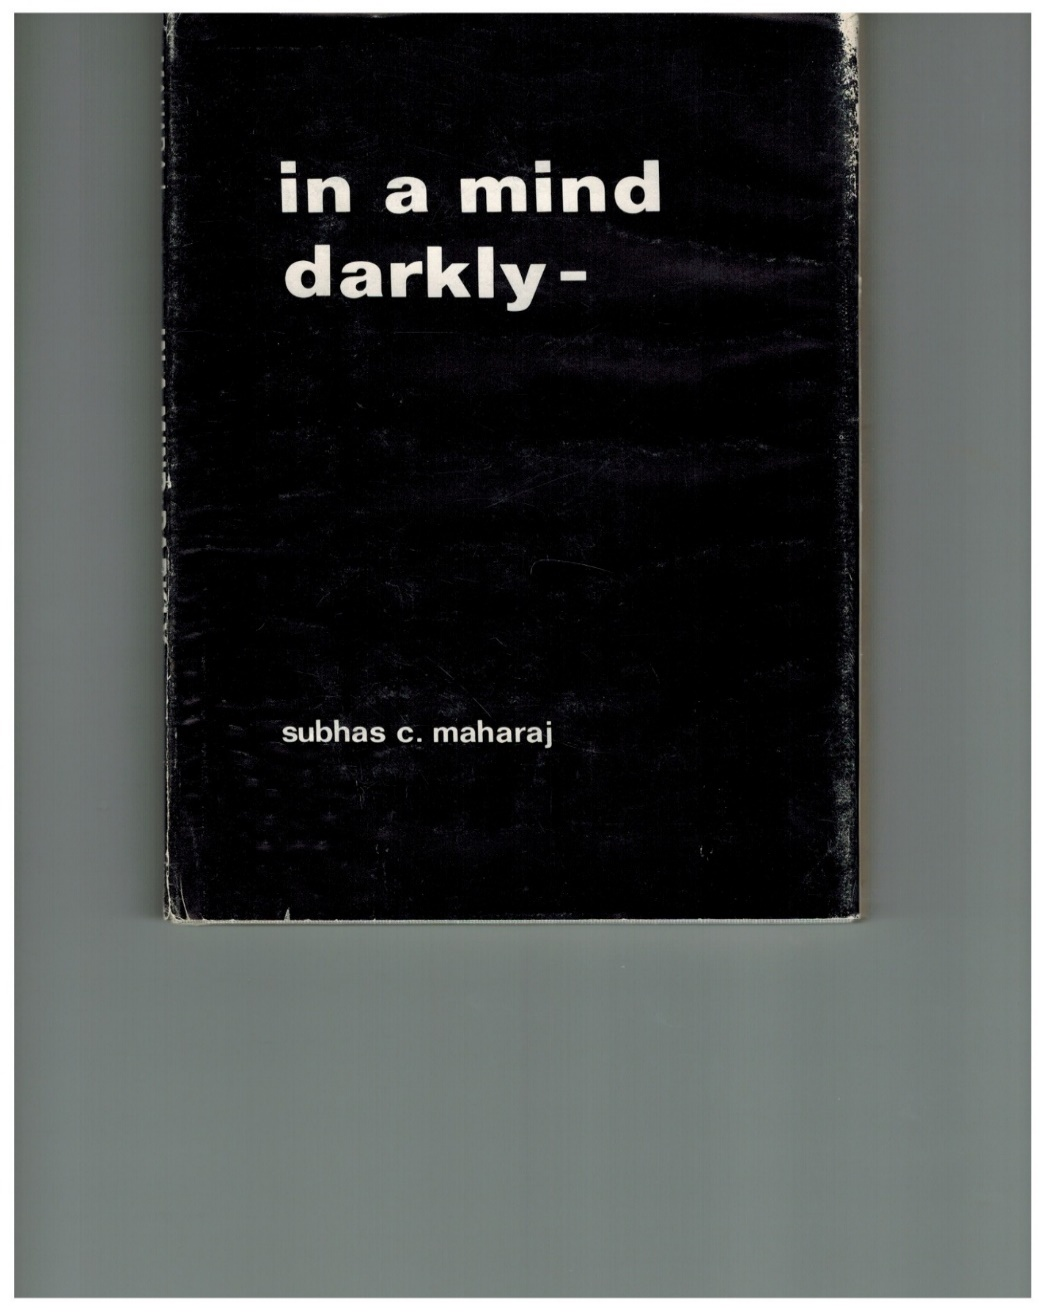 in a mind
darkly-
subhas c. maharaj